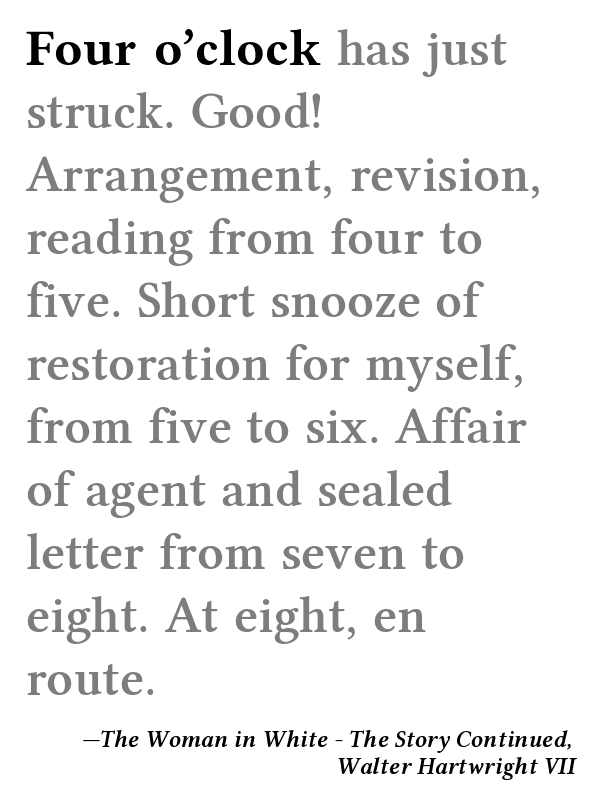 Four o’clock has just
struck. Good!
Arrangement, revision,
reading from four to
five. Short snooze of
restoration for myself,
from five to six. Affair
of agent and sealed
letter from seven to
eight. At eight, en
route.
—The Woman in White - The Story Continued,
Walter Hartwright VII